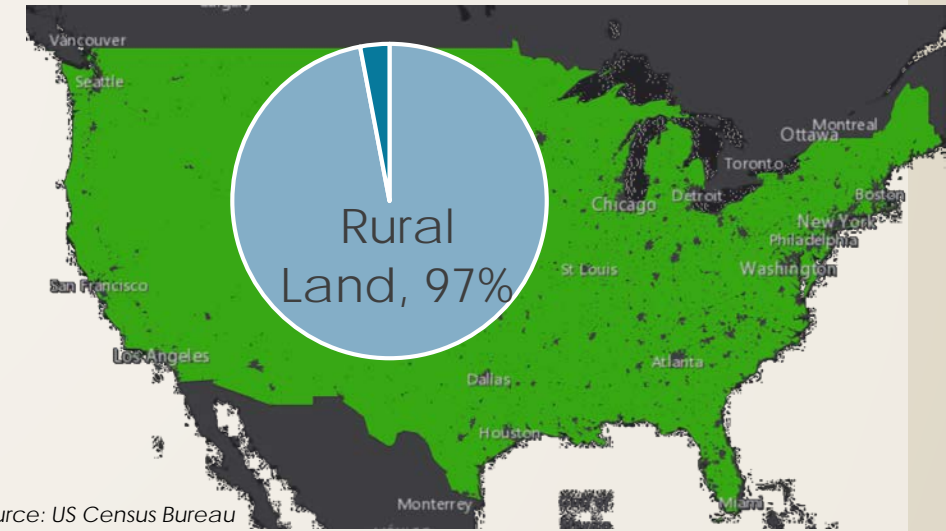 Calgary
Vancouver
Seattle
Montreal
Ottawa
Toronto
Boston
Detroit
Chicago
New York
Philadelphia
Washington
St Louis
San Francisco
Rural
Land, 97%
Los Angeles
Atlanta
Dallas
Houston
Monterrey
Miami
urce: US Census Bureau